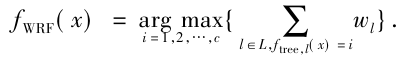 f_WRF(x) = arg max_{i=1,2,⋯,c} { ∑_{l∈L, f_tree,l(x)=i} w_l }.